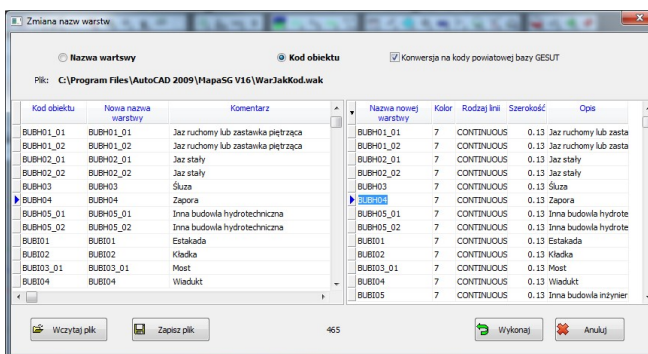 Zmiana nazw warstw
Nazwa wartswy
Kod obiektu
Konwersja na kody powiatowej bazy GESUT
Plik: C:\Program Files\AutoCAD 2009\MapaSG V16\WarJakKod.wak
Kod obiektu Nowa nazwa warstwy Komentarz
BUBH01_01 BUBH01_01 Jaz ruchomy lub zastawka piętrząca
BUBH01_02 BUBH01_02 Jaz ruchomy lub zastawka piętrząca
BUBH02_01 BUBH02_01 Jaz stały
BUBH02_02 BUBH02_02 Jaz stały
BUBH03 BUBH03 Śluza
BUBH04 BUBH04 Zapora
BUBH05_01 BUBH05_01 Inna budowla hydrotechniczna
BUBH05_02 BUBH05_02 Inna budowla hydrotechniczna
BUBI01 BUBI01 Estakada
BUBI02 BUBI02 Kładka
BUBI03_01 BUBI03_01 Most
BUBI04 BUBI04 Wiadukt
Nazwa nowej warstwy Kolor Rodzaj linii Szerokość Opis
BUBH01_01 7 CONTINUOUS 0.13 Jaz ruchomy lub zasta
BUBH01_02 7 CONTINUOUS 0.13 Jaz ruchomy lub zasta
BUBH02_01 7 CONTINUOUS 0.13 Jaz stały
BUBH02_02 7 CONTINUOUS 0.13 Jaz stały
BUBH03 7 CONTINUOUS 0.13 Śluza
BUBH04 7 CONTINUOUS 0.13 Zapora
BUBH05_01 7 CONTINUOUS 0.13 Inna budowla hydrote
BUBH05_02 7 CONTINUOUS 0.13 Inna budowla hydrote
BUBI01 7 CONTINUOUS 0.13 Estakada
BUBI02 7 CONTINUOUS 0.13 Kładka
BUBI03_01 7 CONTINUOUS 0.13 Most
BUBI04 7 CONTINUOUS 0.13 Wiadukt
BUBI05 7 CONTINUOUS 0.13 Inna budowla inżynier
Wczytaj plik
Zapisz plik
465
Wykonaj
Anuluj